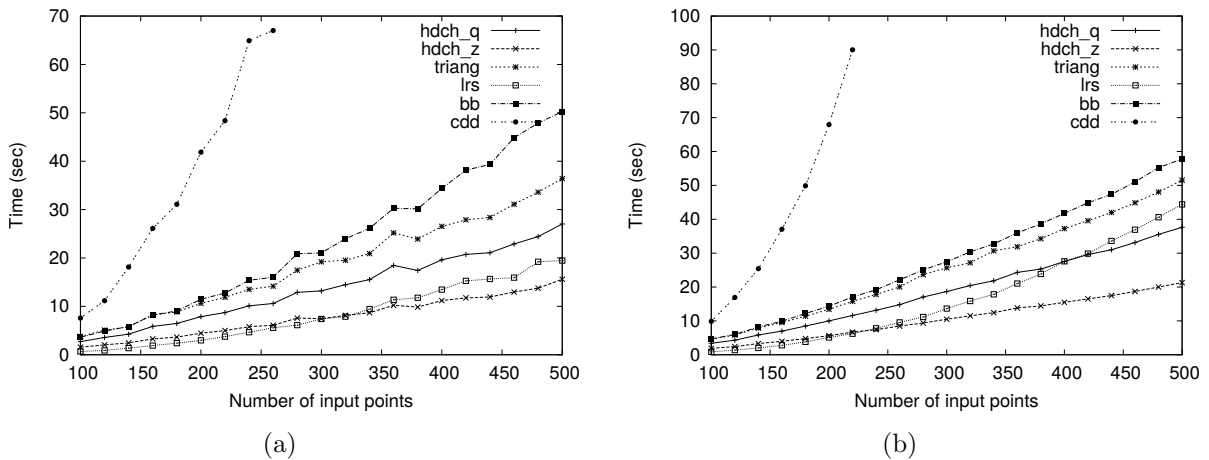 70
60
50
40
30
20
10
0
Time (sec)
100 150 200 250 300 350 400 450 500
Number of input points
hdch_q
hdch_z
triang
lrs
bb
cdd
(a)
100
90
80
70
60
50
40
30
20
10
0
Time (sec)
100 150 200 250 300 350 400 450 500
Number of input points
hdch_q
hdch_z
triang
lrs
bb
cdd
(b)